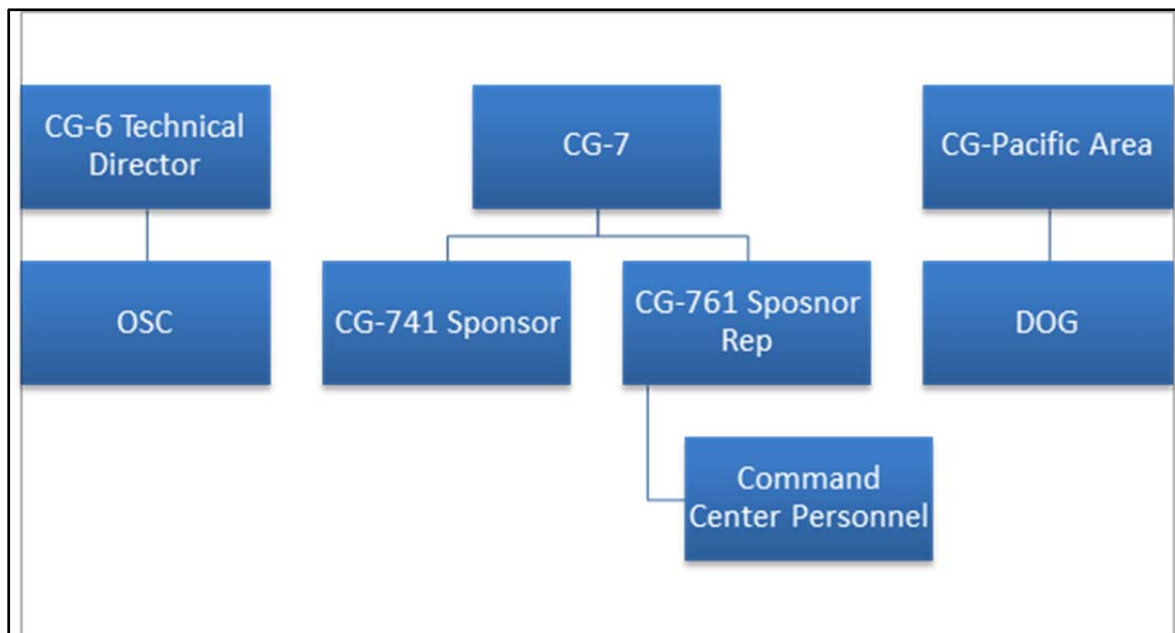 CG-6 Technical
Director
CG-7
CG-Pacific Area
OSC
CG-741 Sponsor
CG-761 Sposnor
Rep
DOG
Command
Center Personnel